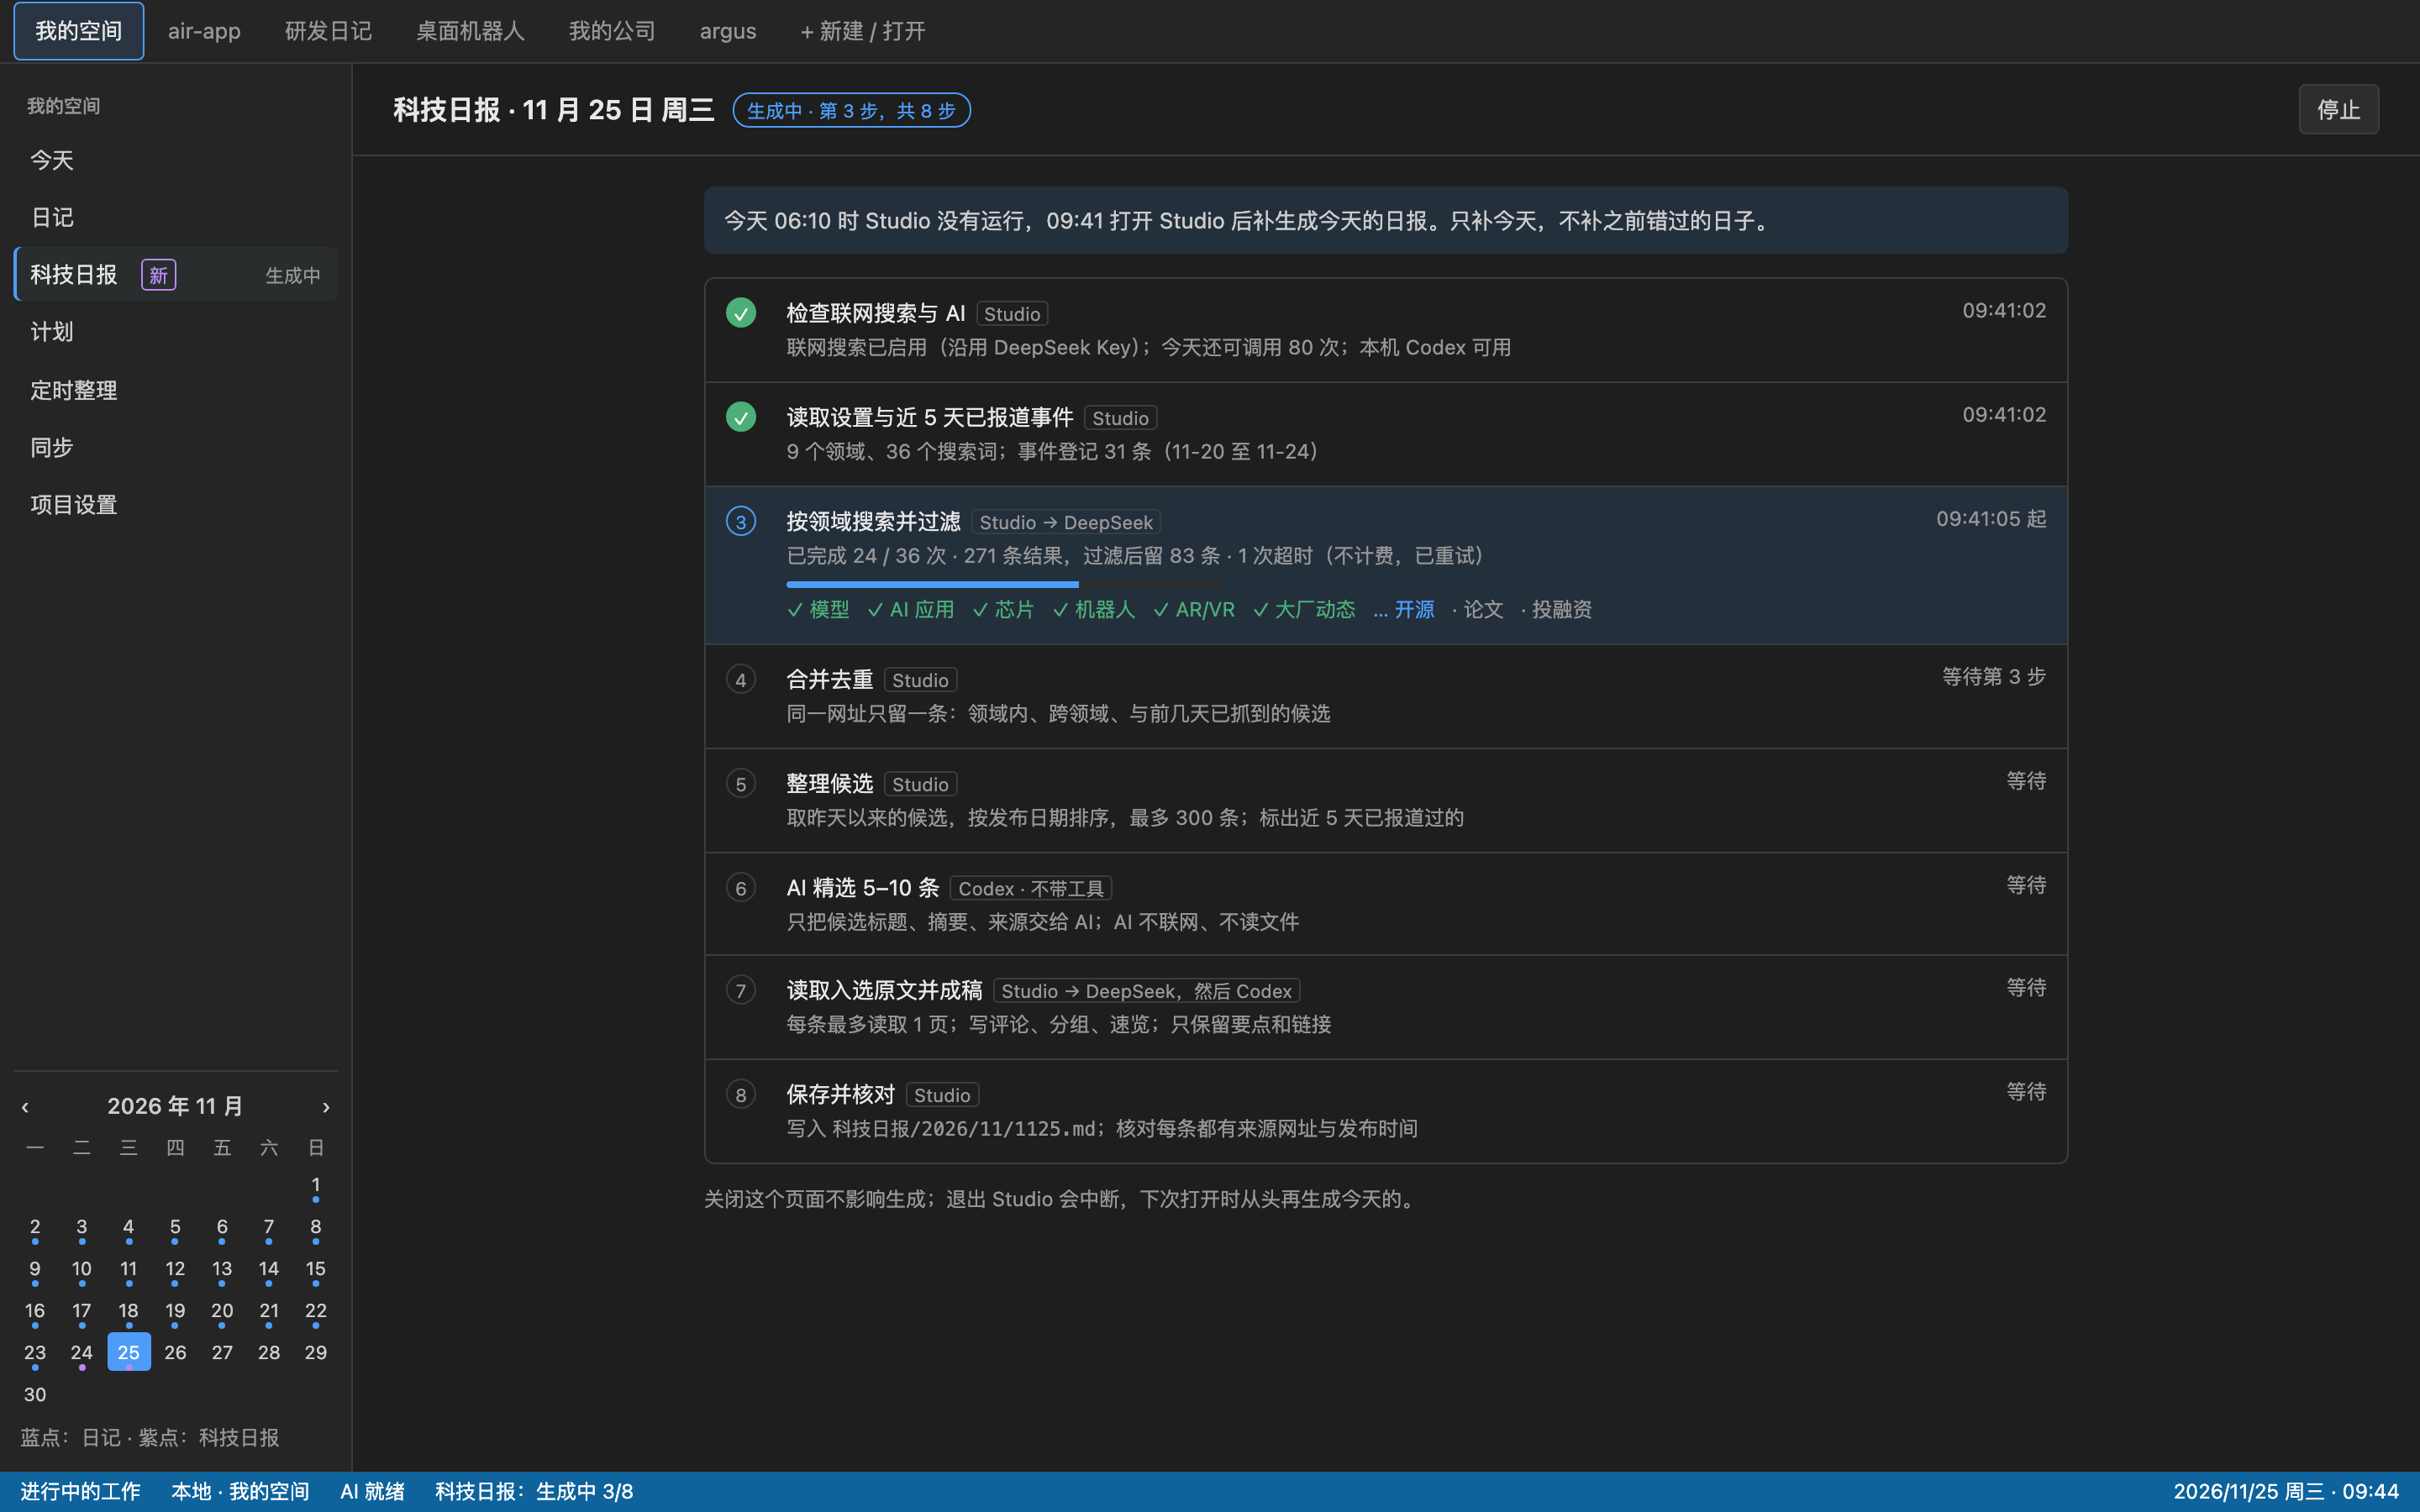 我的空间 air-app 研发日记 桌面机器人 我的公司 argus + 新建 / 打开
我的空间
今天
日记
科技日报 新 生成中
计划
定时整理
同步
项目设置
‹ 2026 年 11 月 ›
一 二 三 四 五 六 日
1
2 3 4 5 6 7 8
9 10 11 12 13 14 15
16 17 18 19 20 21 22
23 24 25 26 27 28 29
30
蓝点：日记 · 紫点：科技日报
科技日报 · 11 月 25 日 周三 生成中 · 第 3 步，共 8 步 停止
今天 06:10 时 Studio 没有运行，09:41 打开 Studio 后补生成今天的日报。只补今天，不补之前错过的日子。
✓ 检查联网搜索与 AI Studio 09:41:02
联网搜索已启用（沿用 DeepSeek Key）；今天还可调用 80 次；本机 Codex 可用
✓ 读取设置与近 5 天已报道事件 Studio 09:41:02
9 个领域、36 个搜索词；事件登记 31 条（11-20 至 11-24）
3 按领域搜索并过滤 Studio → DeepSeek 09:41:05 起
已完成 24 / 36 次 · 271 条结果，过滤后留 83 条 · 1 次超时（不计费，已重试）
✓ 模型 ✓ AI 应用 ✓ 芯片 ✓ 机器人 ✓ AR/VR ✓ 大厂动态 … 开源 · 论文 · 投融资
4 合并去重 Studio 等待第 3 步
同一网址只留一条：领域内、跨领域、与前几天已抓到的候选
5 整理候选 Studio 等待
取昨天以来的候选，按发布日期排序，最多 300 条；标出近 5 天已报道过的
6 AI 精选 5–10 条 Codex · 不带工具 等待
只把候选标题、摘要、来源交给 AI；AI 不联网、不读文件
7 读取入选原文并成稿 Studio → DeepSeek，然后 Codex 等待
每条最多读取 1 页；写评论、分组、速览；只保留要点和链接
8 保存并核对 Studio 等待
写入 科技日报/2026/11/1125.md；核对每条都有来源网址与发布时间
关闭这个页面不影响生成；退出 Studio 会中断，下次打开时从头再生成今天的。
进行中的工作 本地 · 我的空间 AI 就绪 科技日报：生成中 3/8 2026/11/25 周三 · 09:44